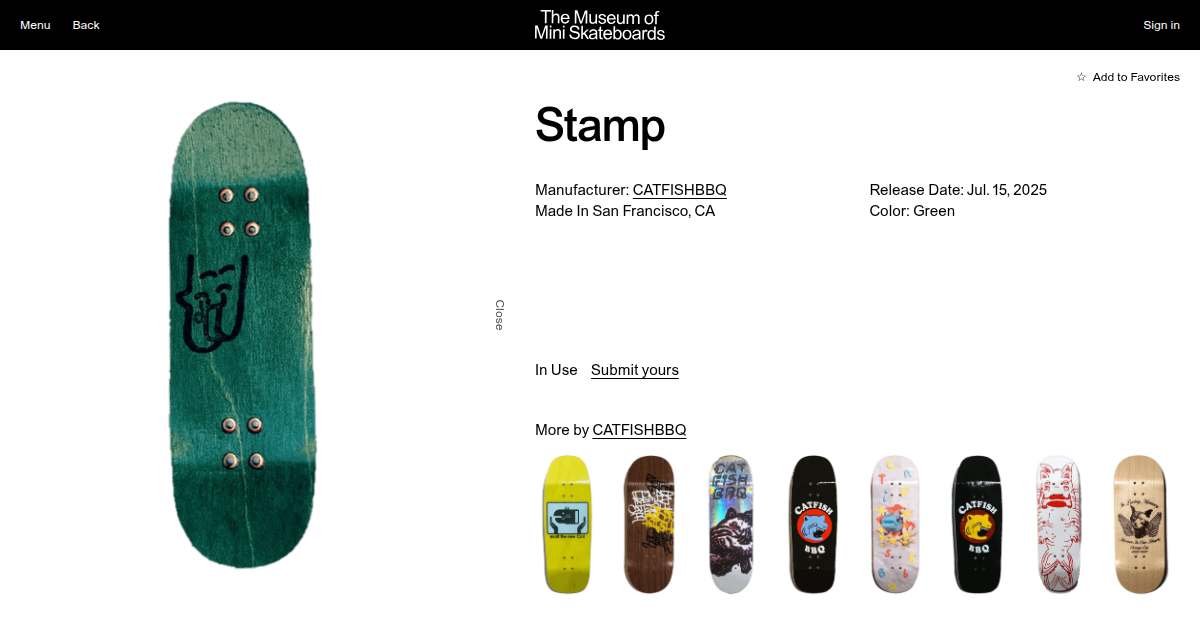 Menu
Back
The Museum of
Mini Skateboards
Sign in
☆ Add to Favorites
Stamp
Manufacturer: CATFISHBBQ
Made In San Francisco, CA
Release Date: Jul. 15, 2025
Color: Green
Close
In Use
Submit yours
More by CATFISHBBQ
CAT
FISH
BBQ
CATFISH
BBQ
CATFISH
BBQ